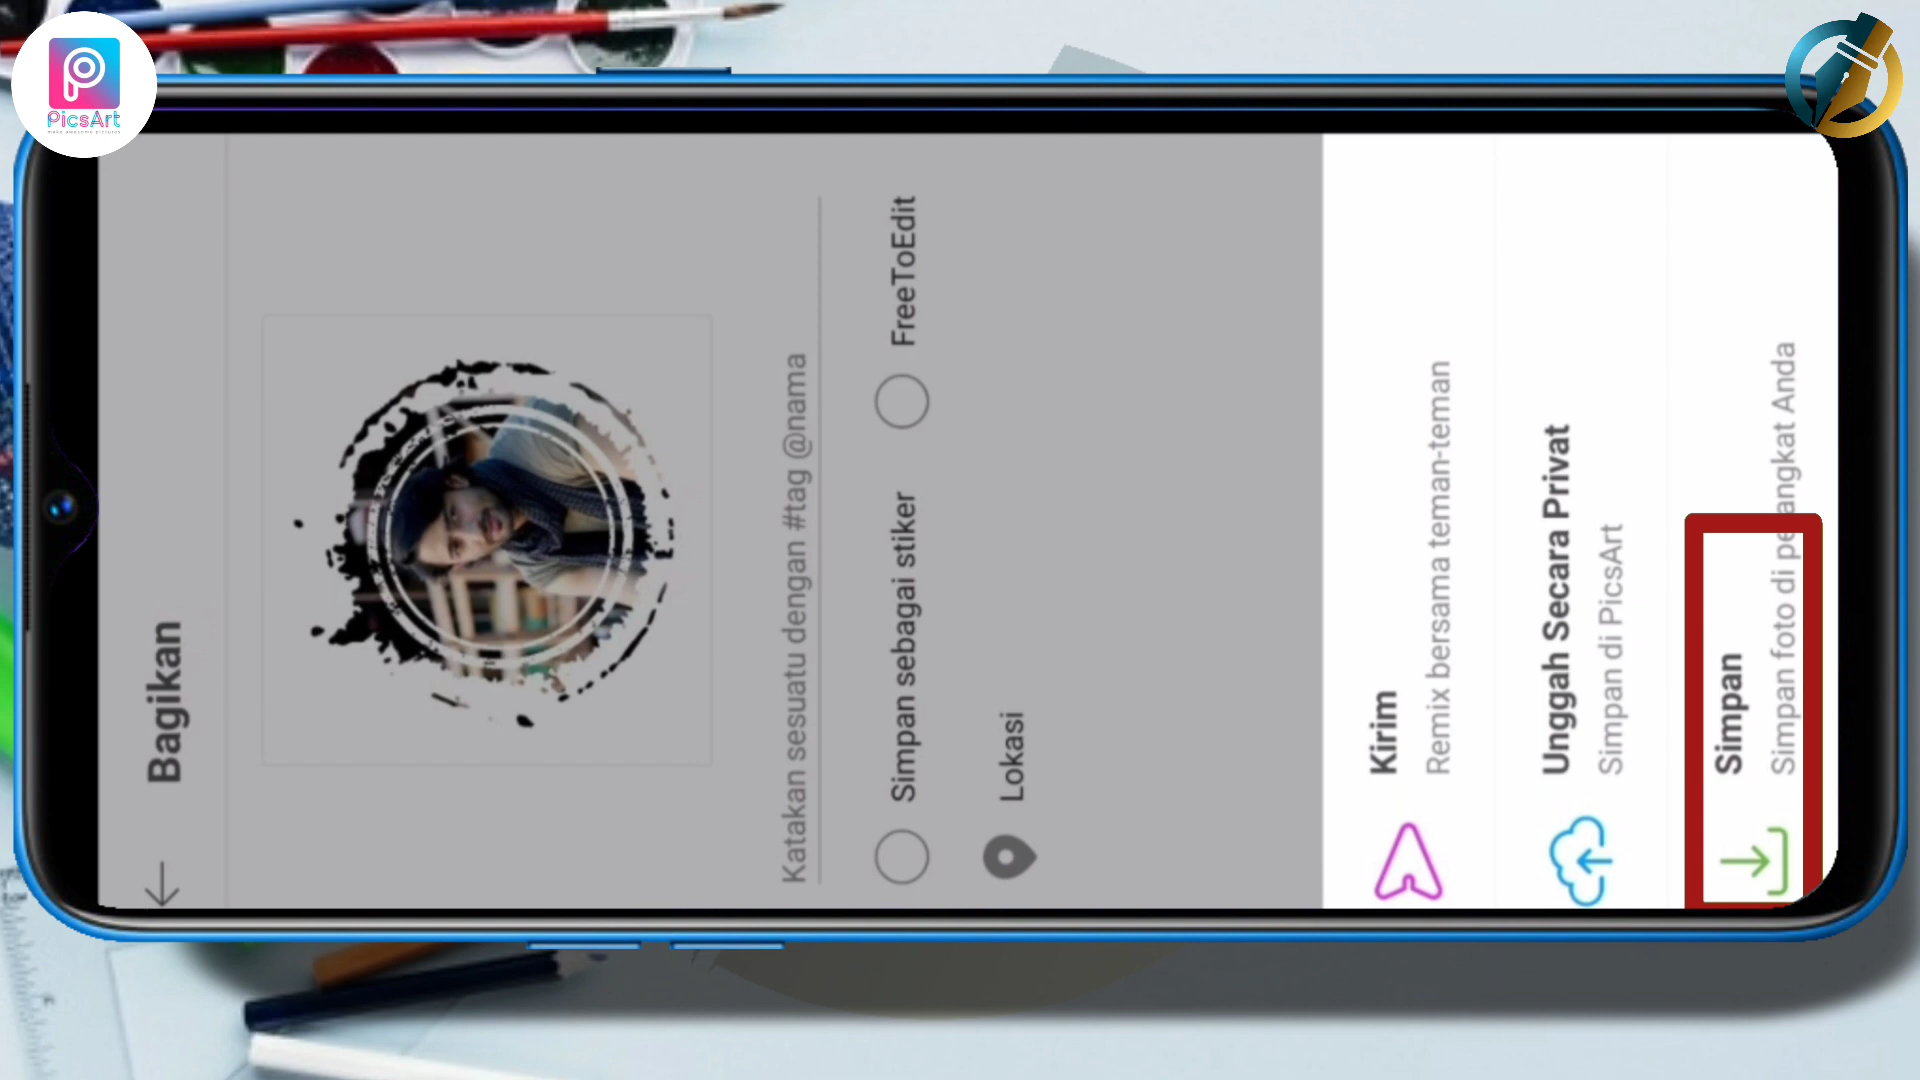 PicsArt
Bagikan
Katakan sesuatu dengan #tag @nama
Simpan sebagai stiker
FreeToEdit
Lokasi
Kirim
Remix bersama teman-teman
Unggah Secara Privat
Simpan di PicsArt
Simpan
Simpan foto di perangkat Anda